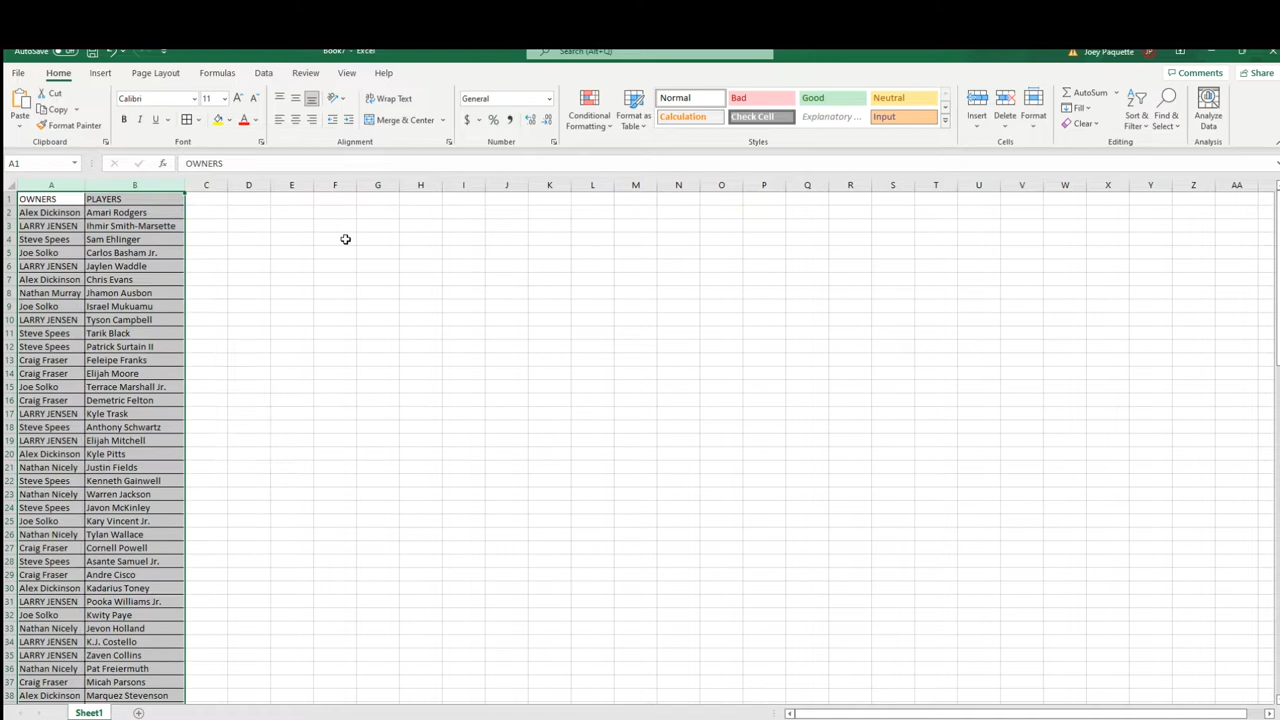 AutoSave Off Book7 - Excel Search (Alt+Q) Joey Paquette JP
File Home Insert Page Layout Formulas Data Review View Help Comments Share
Paste Cut Copy Format Painter
Calibri 11 B I U
Wrap Text Merge & Center
General $ %
Conditional Formatting Format as Table
Normal Bad Good Neutral
Calculation Check Cell Explanatory ... Input
Insert Delete Format
AutoSum Fill Clear
Sort & Filter Find & Select Analyze Data
Clipboard Font Alignment Number Styles Cells Editing Analysis
A1 fx OWNERS
A B C D E F G H I J K L M N O P Q R S T U V W X Y Z AA
1 OWNERS PLAYERS
2 Alex Dickinson Amari Rodgers
3 LARRY JENSEN Ihmir Smith-Marsette
4 Steve Spees Sam Ehlinger
5 Joe Solko Carlos Basham Jr.
6 LARRY JENSEN Jaylen Waddle
7 Alex Dickinson Chris Evans
8 Nathan Murray Jhamon Ausbon
9 Joe Solko Israel Mukuamu
10 LARRY JENSEN Tyson Campbell
11 Steve Spees Tarik Black
12 Steve Spees Patrick Surtain II
13 Craig Fraser Feleipe Franks
14 Craig Fraser Elijah Moore
15 Joe Solko Terrace Marshall Jr.
16 Craig Fraser Demetric Felton
17 LARRY JENSEN Kyle Trask
18 Steve Spees Anthony Schwartz
19 LARRY JENSEN Elijah Mitchell
20 Alex Dickinson Kyle Pitts
21 Nathan Nicely Justin Fields
22 Steve Spees Kenneth Gainwell
23 Nathan Nicely Warren Jackson
24 Steve Spees Javon McKinley
25 Joe Solko Kary Vincent Jr.
26 Nathan Nicely Tylan Wallace
27 Craig Fraser Cornell Powell
28 Steve Spees Asante Samuel Jr.
29 Craig Fraser Andre Cisco
30 Alex Dickinson Kadarius Toney
31 LARRY JENSEN Pooka Williams Jr.
32 Joe Solko Kwity Paye
33 Nathan Nicely Jevon Holland
34 LARRY JENSEN K.J. Costello
35 LARRY JENSEN Zaven Collins
36 Nathan Nicely Pat Freiermuth
37 Craig Fraser Micah Parsons
38 Alex Dickinson Marquez Stevenson
Sheet1